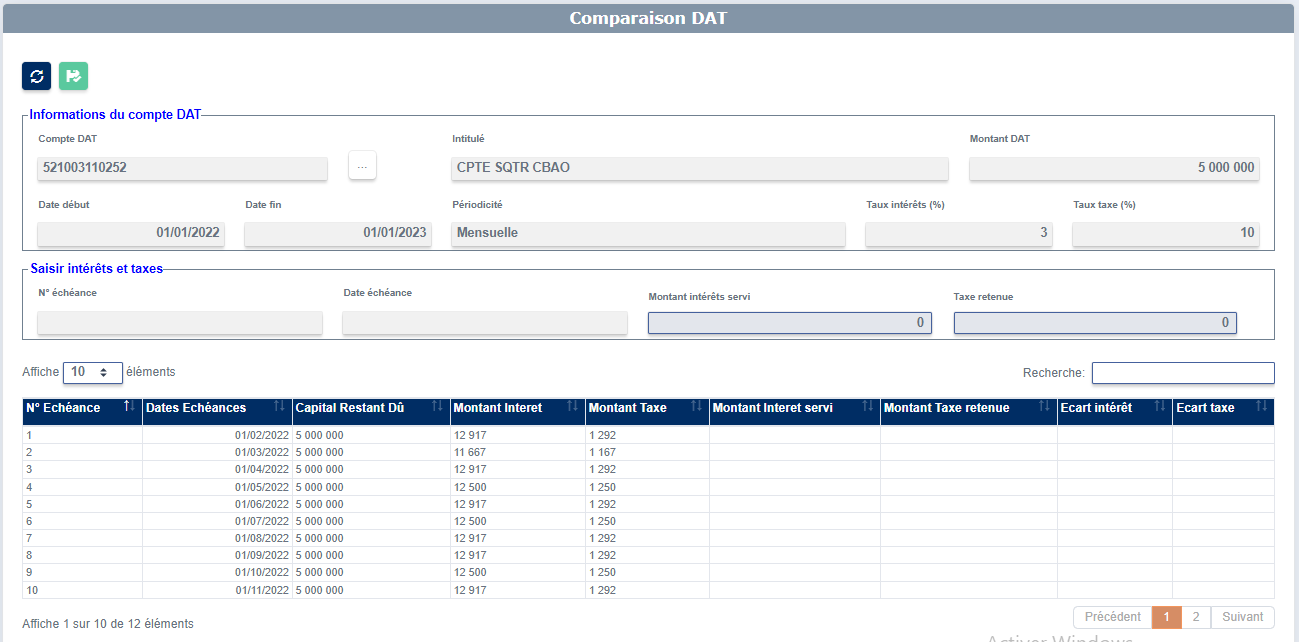 Comparaison DAT
Informations du compte DAT
Compte DAT Intitulé Montant DAT
521003110252 ... CPTE SQTR CBAO 5 000 000
Date début Date fin Périodicité Taux intérêts (%) Taux taxe (%)
01/01/2022 01/01/2023 Mensuelle 3 10
Saisir intérêts et taxes
N° échéance Date échéance Montant intérêts servi Taxe retenue
0 0
Affiche 10 éléments Recherche:
N° Echéance Dates Echéances Capital Restant Dû Montant Interet Montant Taxe Montant Interet servi Montant Taxe retenue Ecart intérêt Ecart taxe
1 01/02/2022 5 000 000 12 917 1 292
2 01/03/2022 5 000 000 11 667 1 167
3 01/04/2022 5 000 000 12 917 1 292
4 01/05/2022 5 000 000 12 500 1 250
5 01/06/2022 5 000 000 12 917 1 292
6 01/07/2022 5 000 000 12 500 1 250
7 01/08/2022 5 000 000 12 917 1 292
8 01/09/2022 5 000 000 12 917 1 292
9 01/10/2022 5 000 000 12 500 1 250
10 01/11/2022 5 000 000 12 917 1 292
Affiche 1 sur 10 de 12 éléments Précédent 1 2 Suivant
Activer Windows